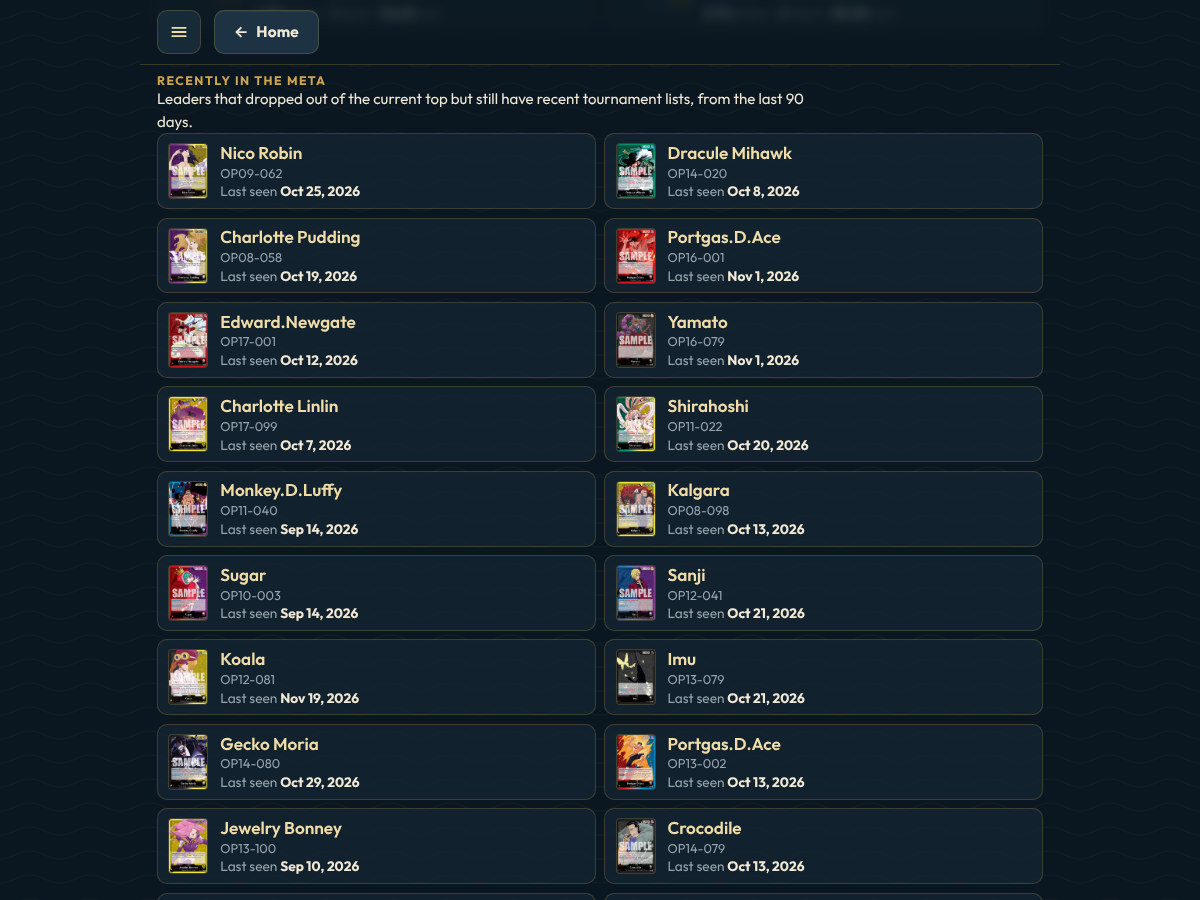 Home
RECENTLY IN THE META
Leaders that dropped out of the current top but still have recent tournament lists, from the last 90
days.
Nico Robin
OP09-062
Last seen Oct 25, 2026
Dracule Mihawk
OP14-020
Last seen Oct 8, 2026
Charlotte Pudding
OP08-058
Last seen Oct 19, 2026
Portgas.D.Ace
OP16-001
Last seen Nov 1, 2026
Edward.Newgate
OP17-001
Last seen Oct 12, 2026
Yamato
OP16-079
Last seen Nov 1, 2026
Charlotte Linlin
OP17-099
Last seen Oct 7, 2026
Shirahoshi
OP11-022
Last seen Oct 20, 2026
Monkey.D.Luffy
OP11-040
Last seen Sep 14, 2026
Kalgara
OP08-098
Last seen Oct 13, 2026
Sugar
OP10-003
Last seen Sep 14, 2026
Sanji
OP12-041
Last seen Oct 21, 2026
Koala
OP12-081
Last seen Nov 19, 2026
Imu
OP13-079
Last seen Oct 21, 2026
Gecko Moria
OP14-080
Last seen Oct 29, 2026
Portgas.D.Ace
OP13-002
Last seen Oct 13, 2026
Jewelry Bonney
OP13-100
Last seen Sep 10, 2026
Crocodile
OP14-079
Last seen Oct 13, 2026